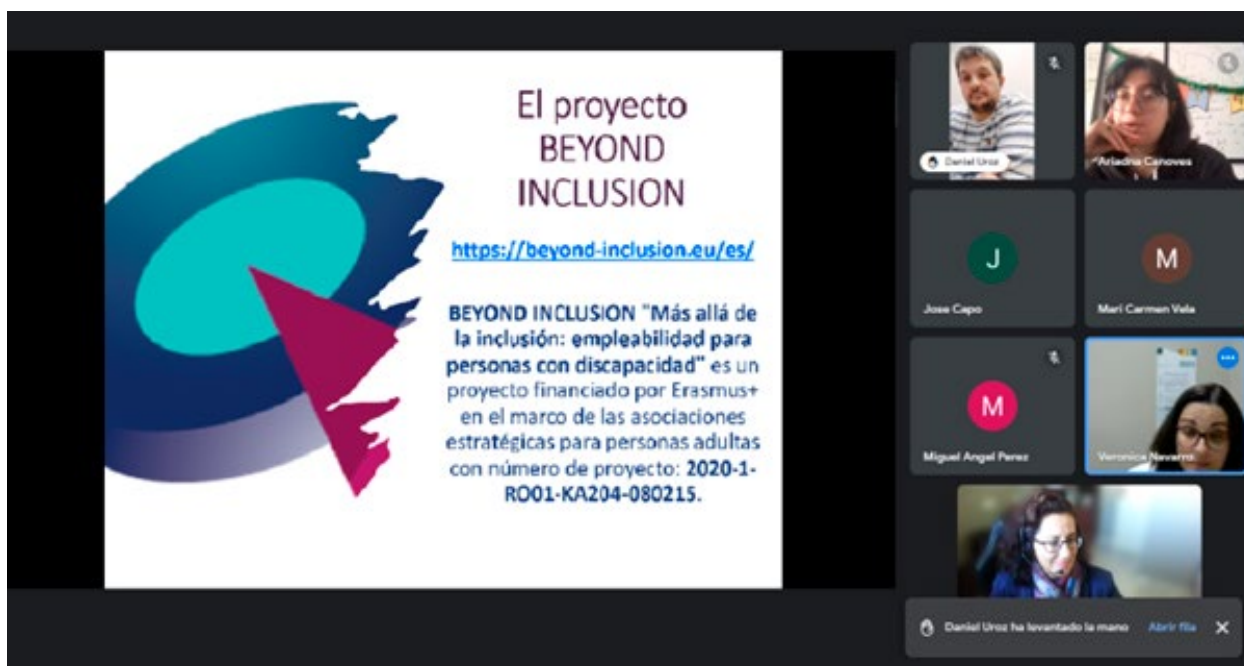 El proyecto
BEYOND
INCLUSION
https://beyond-inclusion.eu/es/
BEYOND INCLUSION "Más allá de
la inclusión: empleabilidad para
personas con discapacidad" es un
proyecto financiado por Erasmus+
en el marco de las asociaciones
estratégicas para personas adultas
con número de proyecto: 2020-1-
RO01-KA204-080215.
Daniel Uroz
Ariadna Canoves
J
Jose Capo
M
Mari Carmen Vela
M
Miguel Angel Perez
Veronica Navarro
Daniel Uroz ha levantado la mano
Abrir fila